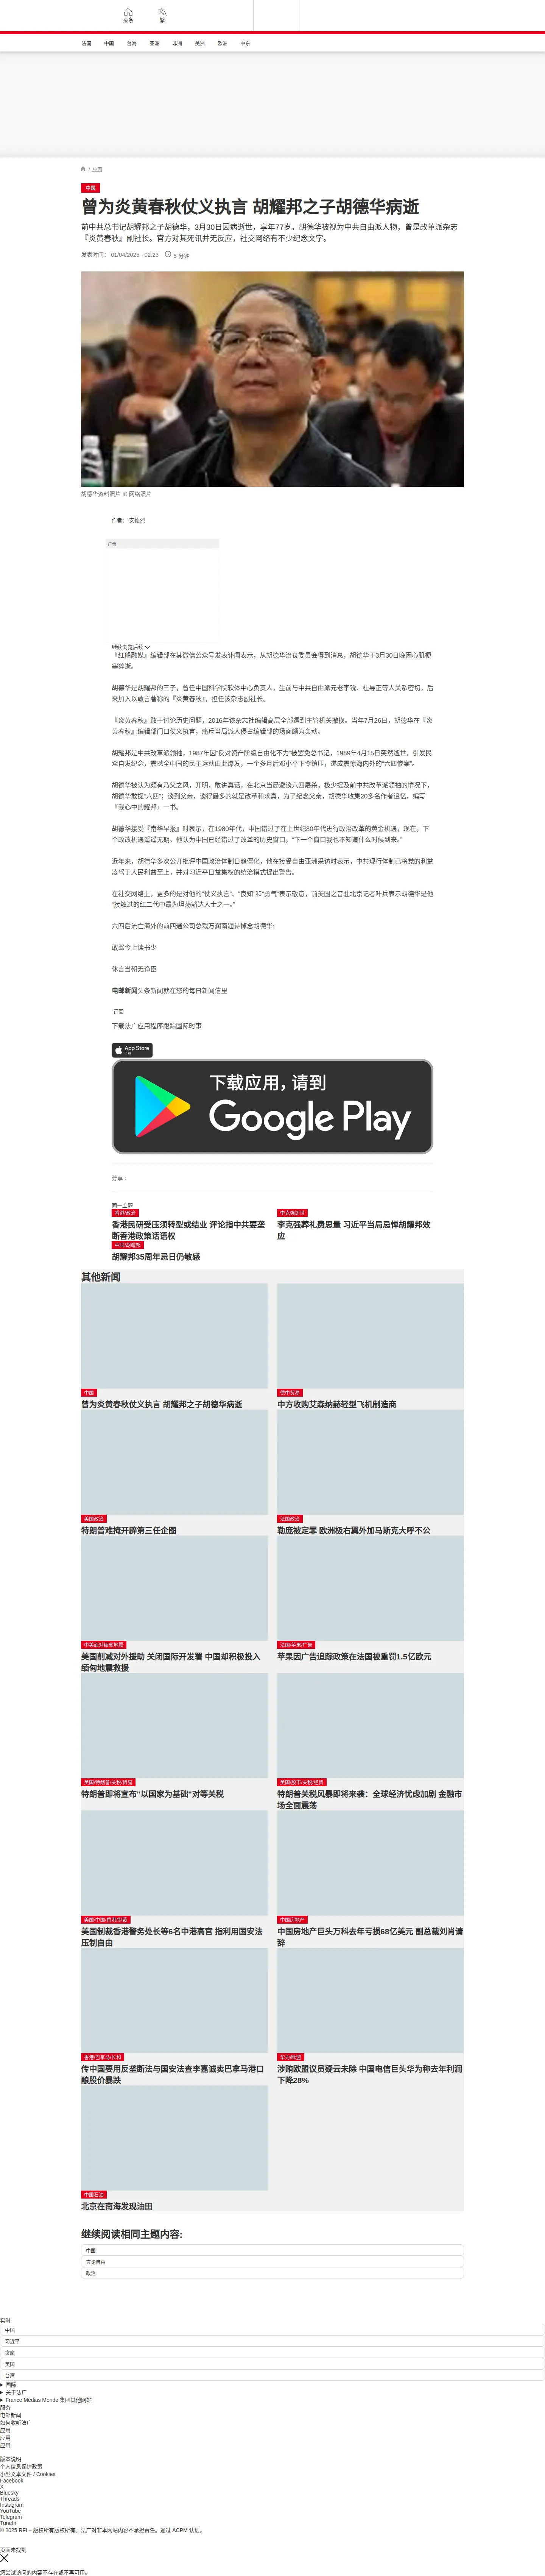 头条
繁
法国
中国
台海
亚洲
非洲
美洲
欧洲
中东
/ 中国
中国
曾为炎黄春秋仗义执言 胡耀邦之子胡德华病逝
前中共总书记胡耀邦之子胡德华，3月30日因病逝世，享年77岁。胡德华被视为中共自由派人物，曾是改革派杂志
『炎黄春秋』副社长。官方对其死讯并无反应，社交网络有不少纪念文字。
发表时间： 01/04/2025 - 02:23
5 分钟
胡德华资料照片 © 网络照片
作者： 安德烈
广告
继续浏览后续
『红船融媒』编辑部在其微信公众号发表讣闻表示，从胡德华治丧委员会得到消息，胡德华于3月30日晚因心肌梗
塞猝逝。
胡德华是胡耀邦的三子，曾任中国科学院软体中心负责人，生前与中共自由派元老李锐、杜导正等人关系密切，后
来加入以敢言著称的『炎黄春秋』，担任该杂志副社长。
『炎黄春秋』敢于讨论历史问题，2016年该杂志社编辑高层全部遭到主管机关撤换。当年7月26日，胡德华在『炎
黄春秋』编辑部门口仗义执言，痛斥当局派人侵占编辑部的场面颇为轰动。
胡耀邦是中共改革派领袖，1987年因“反对资产阶级自由化不力”被罢免总书记，1989年4月15日突然逝世，引发民
众自发纪念，震撼全中国的民主运动由此爆发，一个多月后邓小平下令镇压，遂成震惊海内外的“六四惨案”。
胡德华被认为颇有乃父之风，开明，敢讲真话，在北京当局避谈六四屠杀，极少提及前中共改革派领袖的情况下，
胡德华敢提“六四”；谈到父亲，谈得最多的就是改革和求真，为了纪念父亲，胡德华收集20多名作者追忆，编写
『我心中的耀邦』一书。
胡德华接受『南华早报』时表示，在1980年代，中国错过了在上世纪80年代进行政治改革的黄金机遇，现在，下
个政改机遇遥遥无期。他认为中国已经错过了改革的历史窗口，“下一个窗口我也不知道什么时候到来。”
近年来，胡德华多次公开批评中国政治体制日趋僵化，他在接受自由亚洲采访时表示，中共现行体制已将党的利益
凌驾于人民利益至上，并对习近平日益集权的统治模式提出警告。
在社交网络上，更多的是对他的“仗义执言”、“良知”和“勇气”表示敬意，前美国之音驻北京记者叶兵表示胡德华是他
“接触过的红二代中最为坦荡豁达人士之一。”
六四后流亡海外的前四通公司总裁万润南题诗悼念胡德华:
敢骂今上读书少
休言当朝无诤臣
电邮新闻头条新闻就在您的每日新闻信里
订阅
下载法广应用程序跟踪国际时事
App Store
下载
下载应用，请到
Google Play
分享 :
同一主题
香港/政治
香港民研受压须转型或结业 评论指中共要垄
断香港政策话语权
李克强逝世
李克强葬礼费思量 习近平当局忌惮胡耀邦效
应
中国/胡耀邦
胡耀邦35周年忌日仍敏感
其他新闻
中国
曾为炎黄春秋仗义执言 胡耀邦之子胡德华病逝
德中贸易
中方收购艾森纳赫轻型飞机制造商
美国政治
特朗普难掩开辟第三任企图
法国政治
勒庞被定罪 欧洲极右翼外加马斯克大呼不公
中美面对缅甸地震
美国削减对外援助 关闭国际开发署 中国却积极投入
缅甸地震救援
法国/苹果/广告
苹果因广告追踪政策在法国被重罚1.5亿欧元
美国/特朗普/关税/贸易
特朗普即将宣布“以国家为基础”对等关税
美国/股市/关税/经贸
特朗普关税风暴即将来袭：全球经济忧虑加剧 金融市
场全面震荡
美国/中国/香港/制裁
美国制裁香港警务处长等6名中港高官 指利用国安法
压制自由
中国房地产
中国房地产巨头万科去年亏损68亿美元 副总裁刘肖请
辞
香港/巴拿马/长和
传中国要用反垄断法与国安法查李嘉诚卖巴拿马港口
酿股价暴跌
华为/欧盟
涉贿欧盟议员疑云未除 中国电信巨头华为称去年利润
下降28%
中国石油
北京在南海发现油田
继续阅读相同主题内容:
中国
言论自由
政治
实时
中国
习近平
贪腐
美国
台湾
国际
关于法广
France Médias Monde 集团其他网站
服务
电邮新闻
如何收听法广
应用
应用
应用
版本说明
个人信息保护政策
小型文本文件 / Cookies
Facebook
X
Bluesky
Threads
Instagram
YouTube
Telegram
TuneIn
© 2025 RFI – 版权所有版权所有。法广对非本网站内容不承担责任。通过 ACPM 认证。
页面未找到
您尝试访问的内容不存在或不再可用。